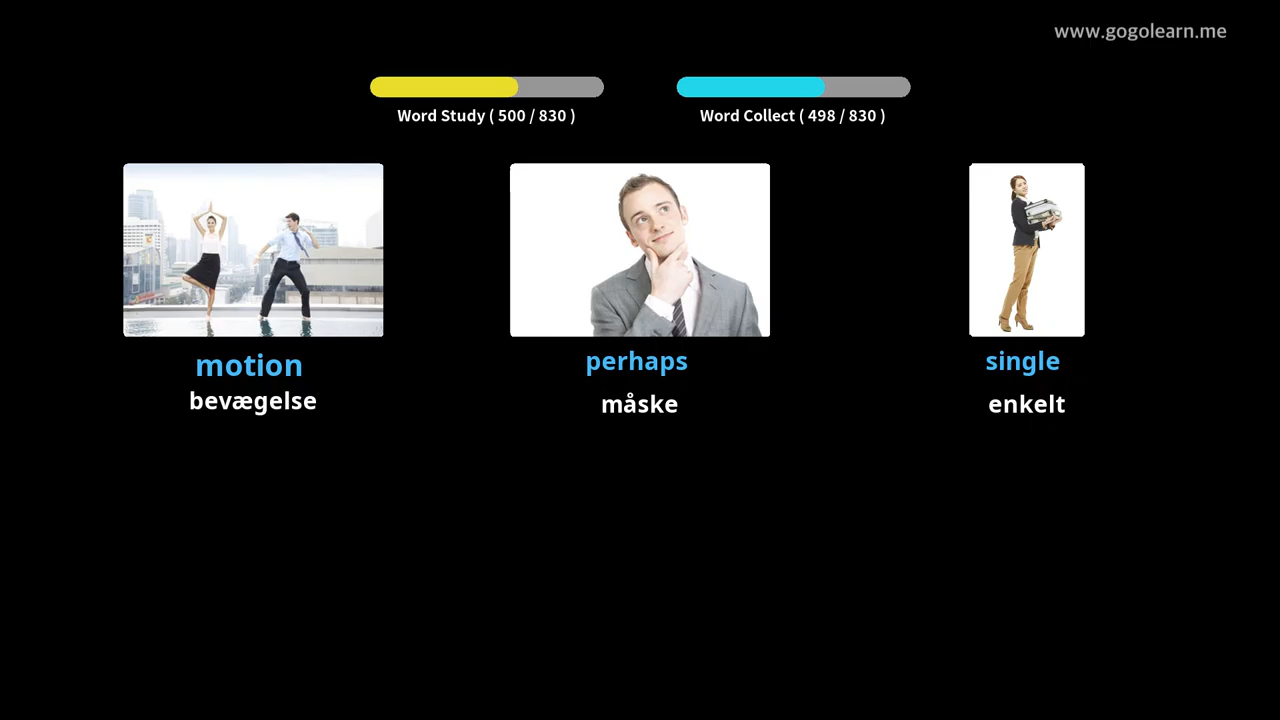 www.gogolearn.me
Word Study ( 500 / 830 )
Word Collect ( 498 / 830 )
motion
bevægelse
perhaps
måske
single
enkelt